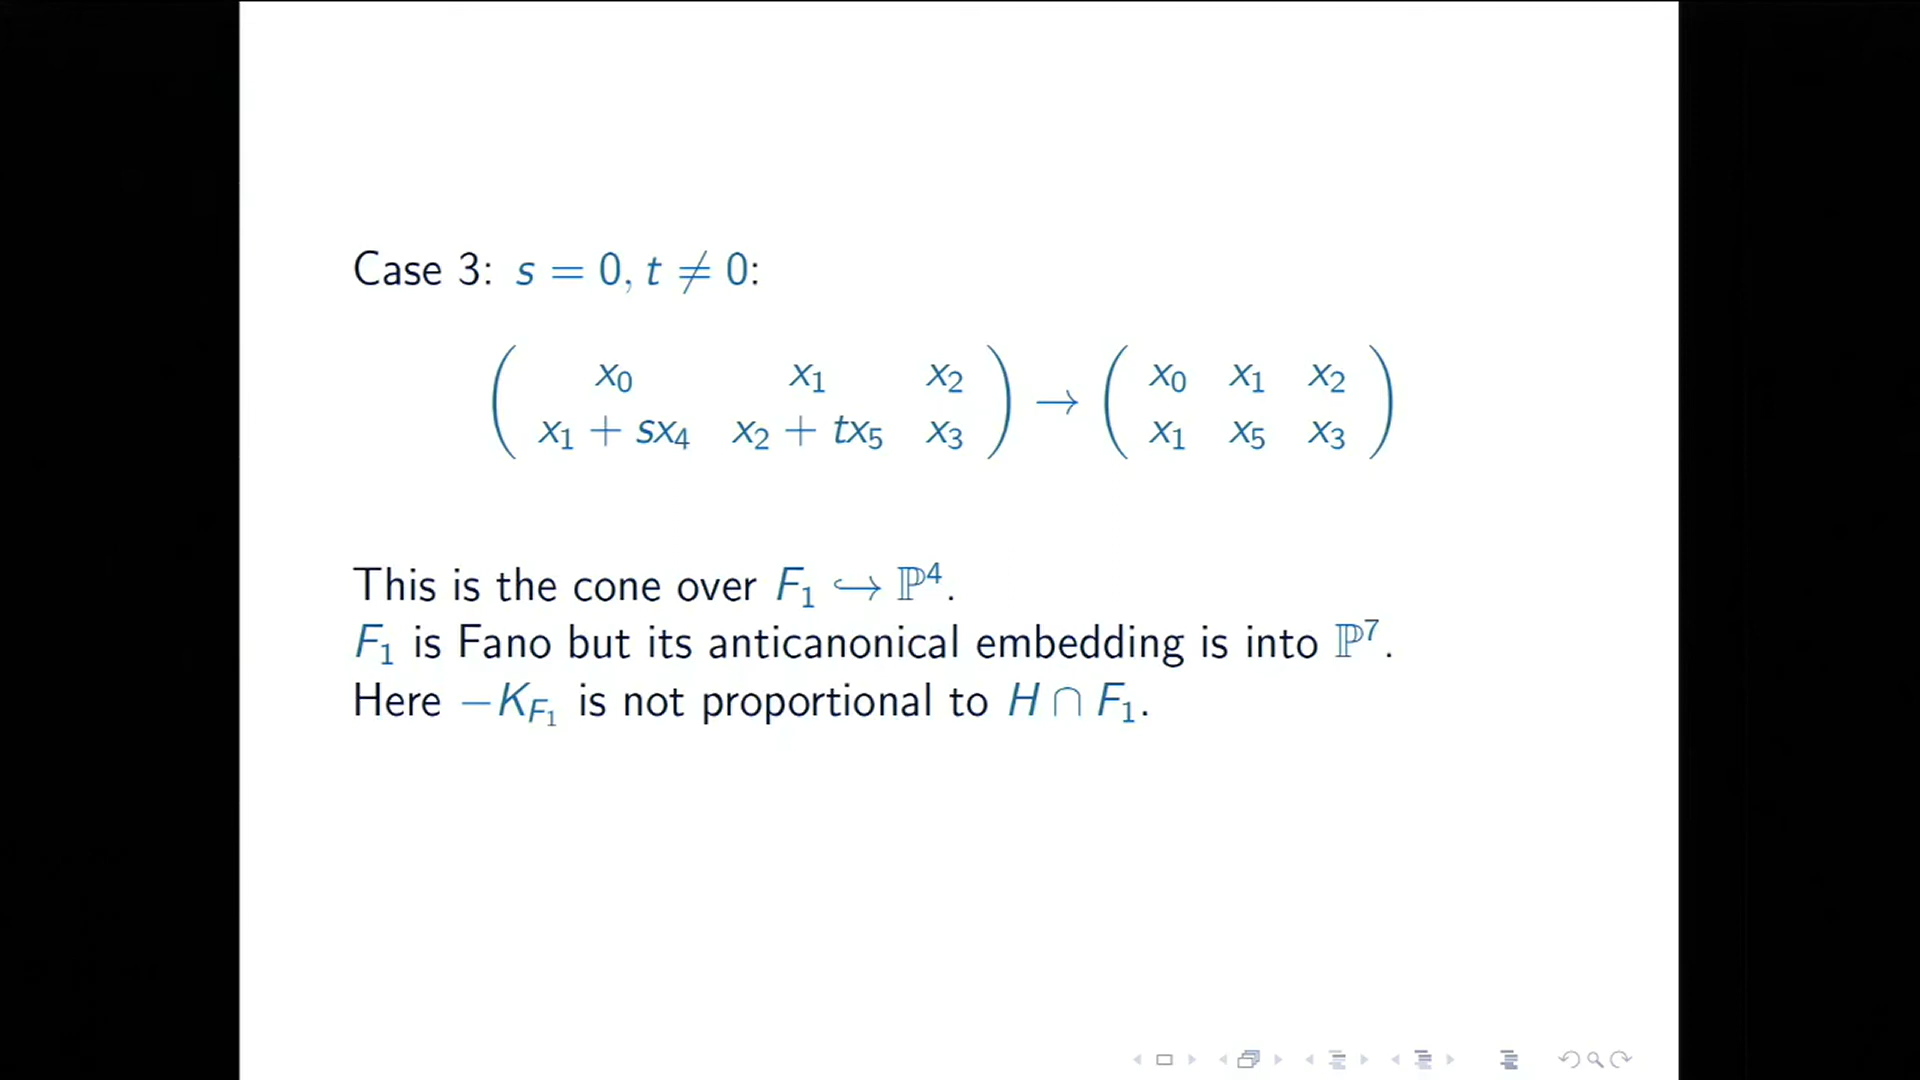 Case 3: s = 0, t ≠ 0:
( x₀ x₁ x₂ ) → ( x₀ x₁ x₂ )
( x₁ + sx₄ x₂ + tx₅ x₃ ) ( x₁ x₅ x₃ )
This is the cone over F₁ ↪ ℙ⁴.
F₁ is Fano but its anticanonical embedding is into ℙ⁷.
Here −K_{F₁} is not proportional to H ∩ F₁.